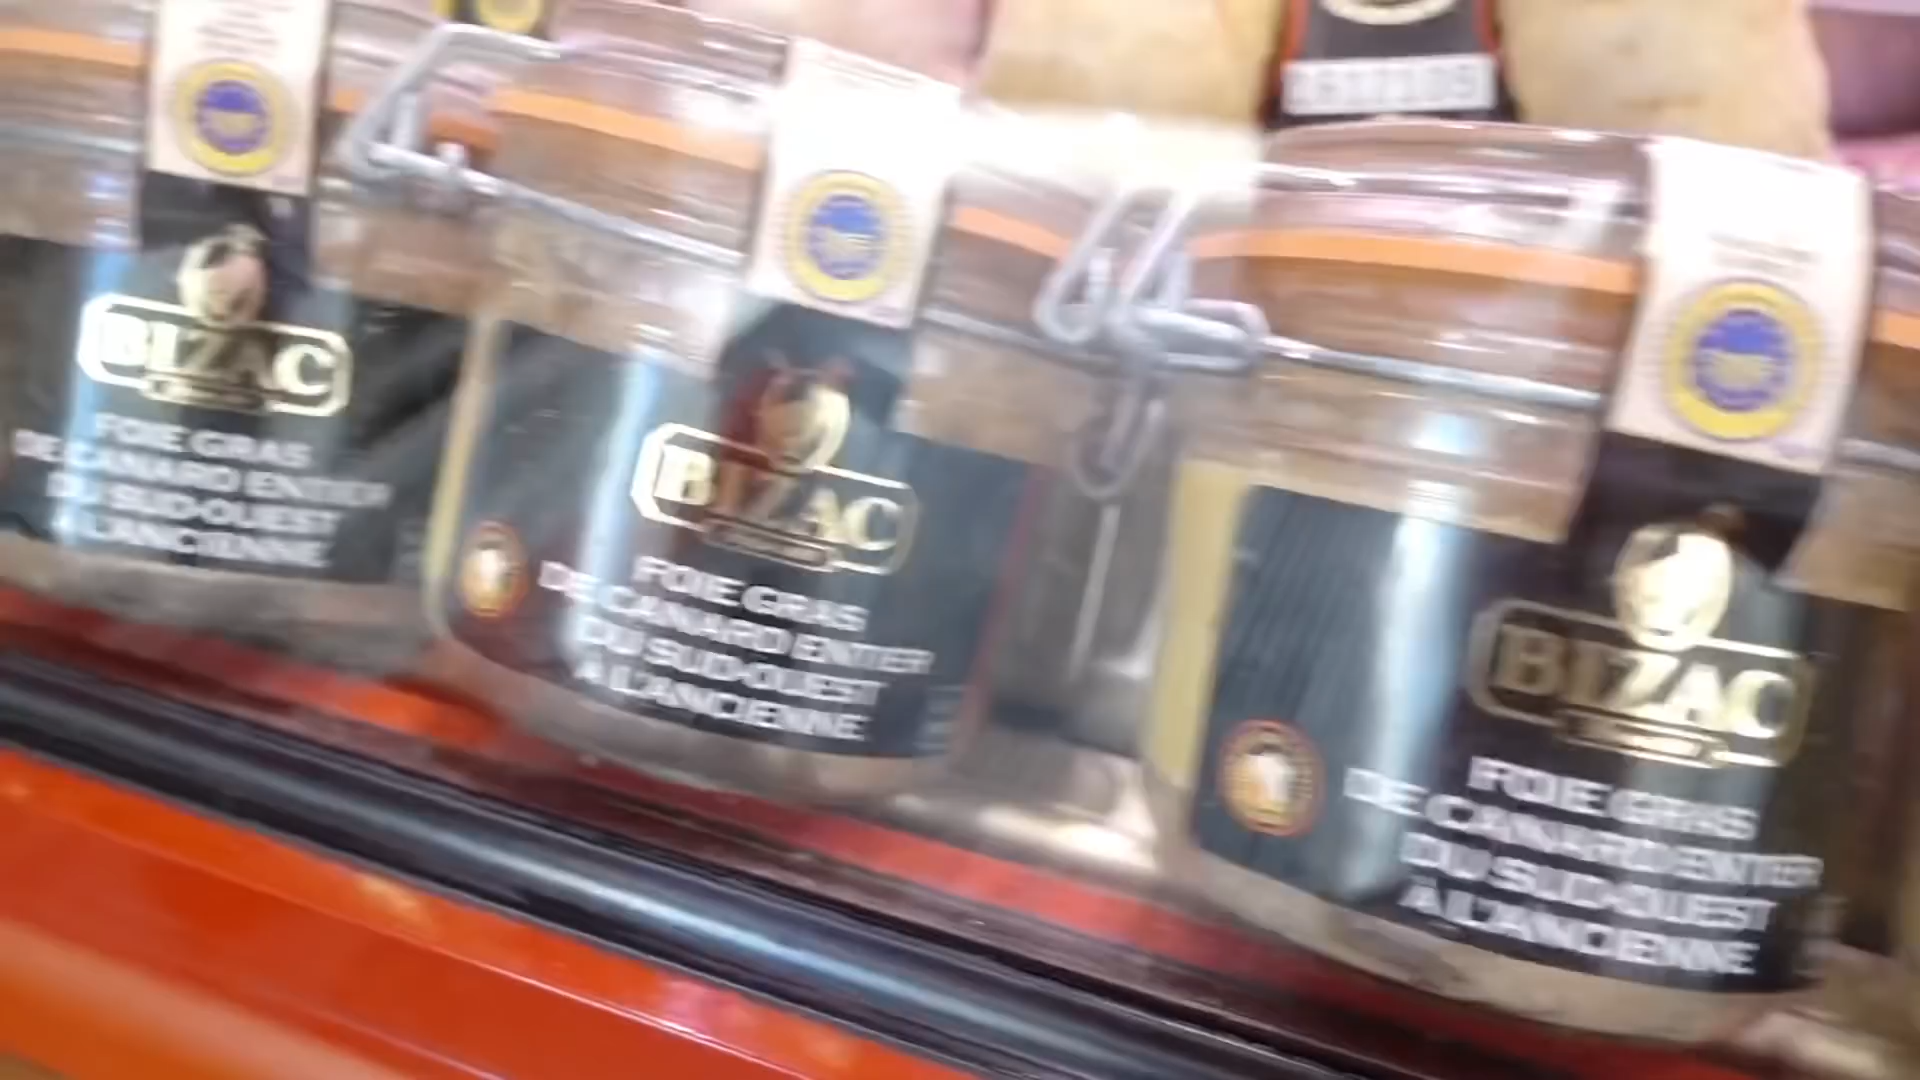 BIZAC
FOIE GRAS
DE CANARD ENTIER
DU SUD-OUEST
À L'ANCIENNE
BIZAC
FOIE GRAS
DE CANARD ENTIER
DU SUD-OUEST
À L'ANCIENNE
BIZAC
FOIE GRAS
DE CANARD ENTIER
DU SUD-OUEST
À L'ANCIENNE